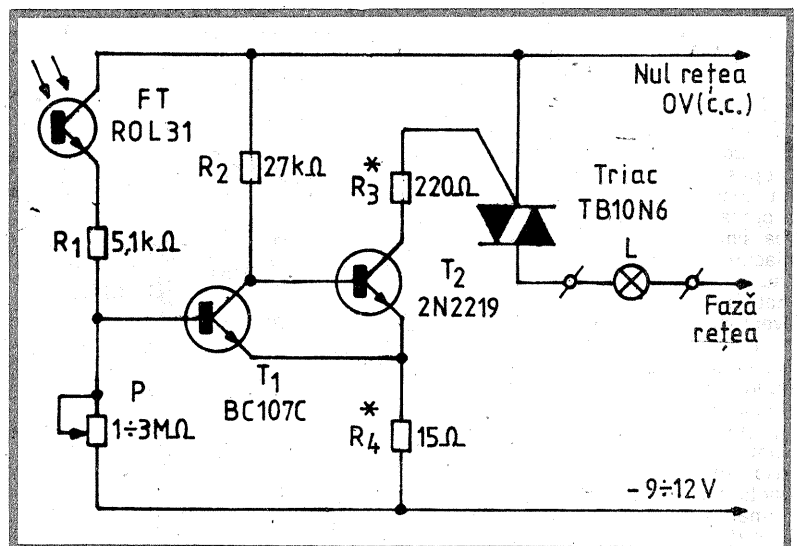 FT
ROL31
Nul rețea
0V(c.c.)
R2 27kΩ
*
R3 220Ω
Triac
TB10N6
L
R1 5,1kΩ
T2
2N2219
Fază
rețea
T1
BC107C
P
1÷3MΩ
*
R4 15Ω
-9÷12V